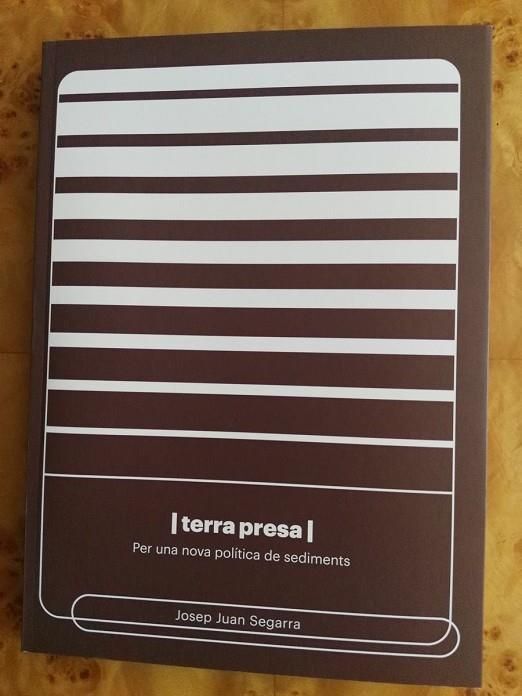 | terra presa |
Per una nova política de sediments
Josep Juan Segarra